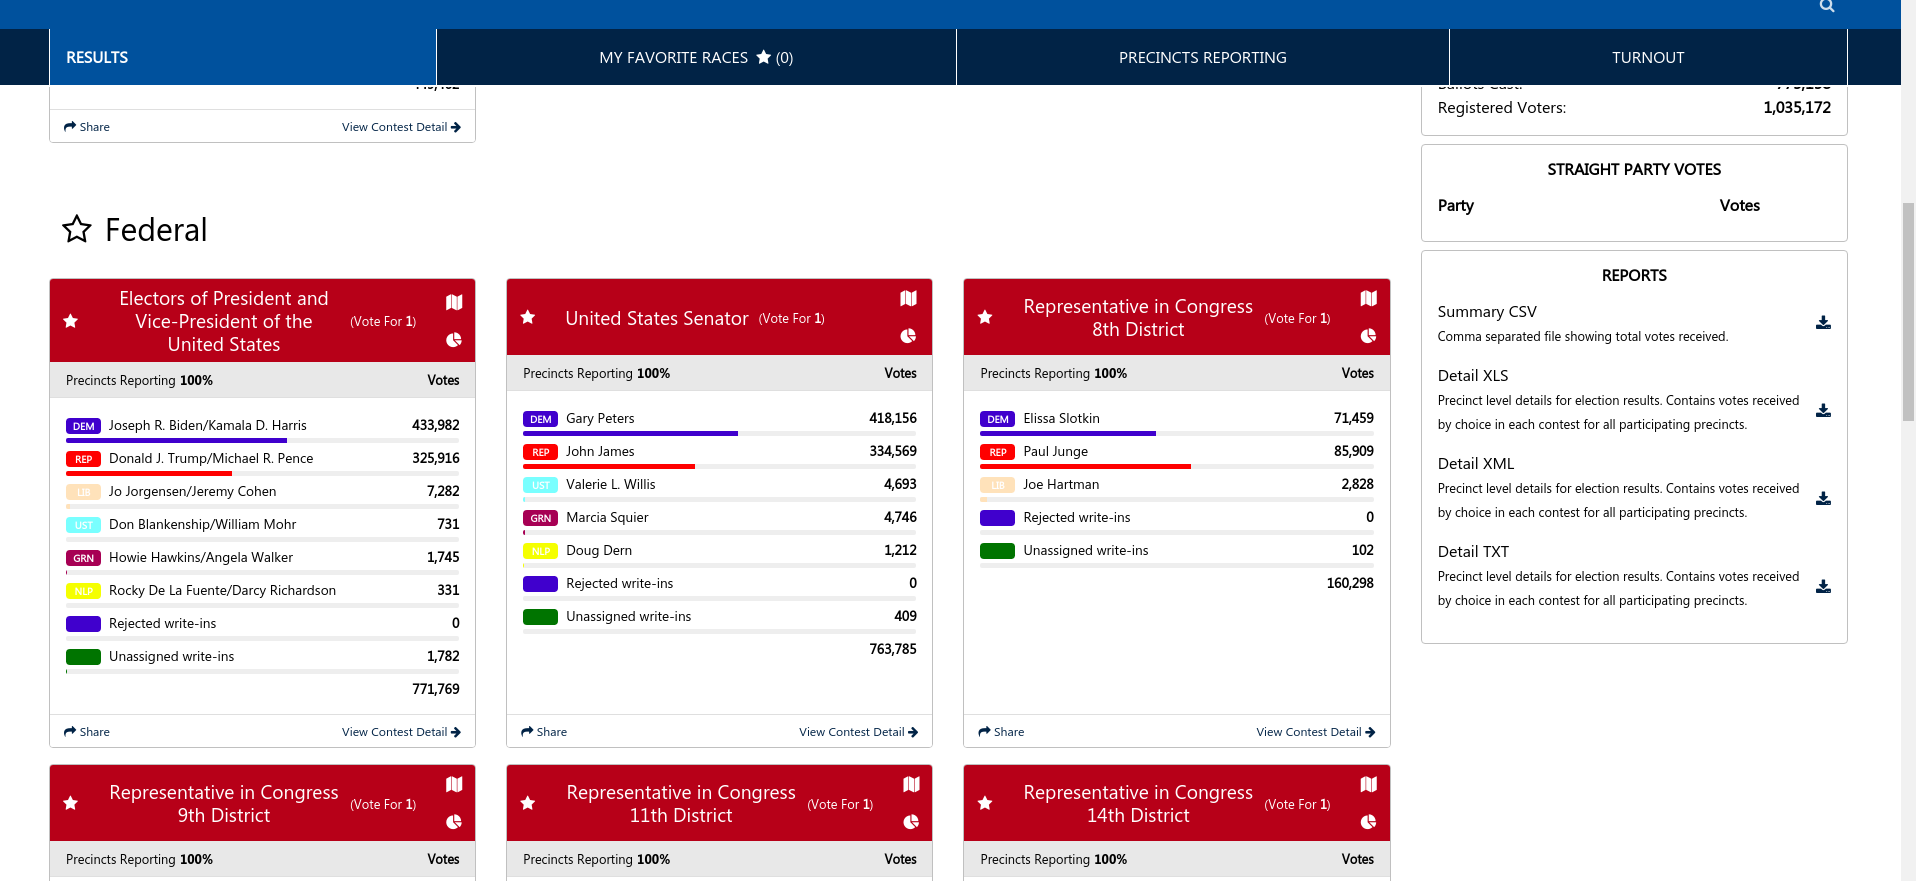 RESULTS
MY FAVORITE RACES (0)
PRECINCTS REPORTING
TURNOUT
Share
View Contest Detail
Registered Voters: 1,035,172
STRAIGHT PARTY VOTES
Party Votes
Federal
Electors of President and
Vice-President of the
United States
(Vote For 1)
Precincts Reporting 100% Votes
DEM Joseph R. Biden/Kamala D. Harris 433,982
REP Donald J. Trump/Michael R. Pence 325,916
LIB Jo Jorgensen/Jeremy Cohen 7,282
UST Don Blankenship/William Mohr 731
GRN Howie Hawkins/Angela Walker 1,745
NLP Rocky De La Fuente/Darcy Richardson 331
Rejected write-ins 0
Unassigned write-ins 1,782
771,769
Share
View Contest Detail
United States Senator (Vote For 1)
Precincts Reporting 100% Votes
DEM Gary Peters 418,156
REP John James 334,569
UST Valerie L. Willis 4,693
GRN Marcia Squier 4,746
NLP Doug Dern 1,212
Rejected write-ins 0
Unassigned write-ins 409
763,785
Share
View Contest Detail
Representative in Congress
8th District
(Vote For 1)
Precincts Reporting 100% Votes
DEM Elissa Slotkin 71,459
REP Paul Junge 85,909
LIB Joe Hartman 2,828
Rejected write-ins 0
Unassigned write-ins 102
160,298
Share
View Contest Detail
REPORTS
Summary CSV
Comma separated file showing total votes received.
Detail XLS
Precinct level details for election results. Contains votes received
by choice in each contest for all participating precincts.
Detail XML
Precinct level details for election results. Contains votes received
by choice in each contest for all participating precincts.
Detail TXT
Precinct level details for election results. Contains votes received
by choice in each contest for all participating precincts.
Representative in Congress
9th District
(Vote For 1)
Precincts Reporting 100% Votes
Representative in Congress
11th District
(Vote For 1)
Precincts Reporting 100% Votes
Representative in Congress
14th District
(Vote For 1)
Precincts Reporting 100% Votes